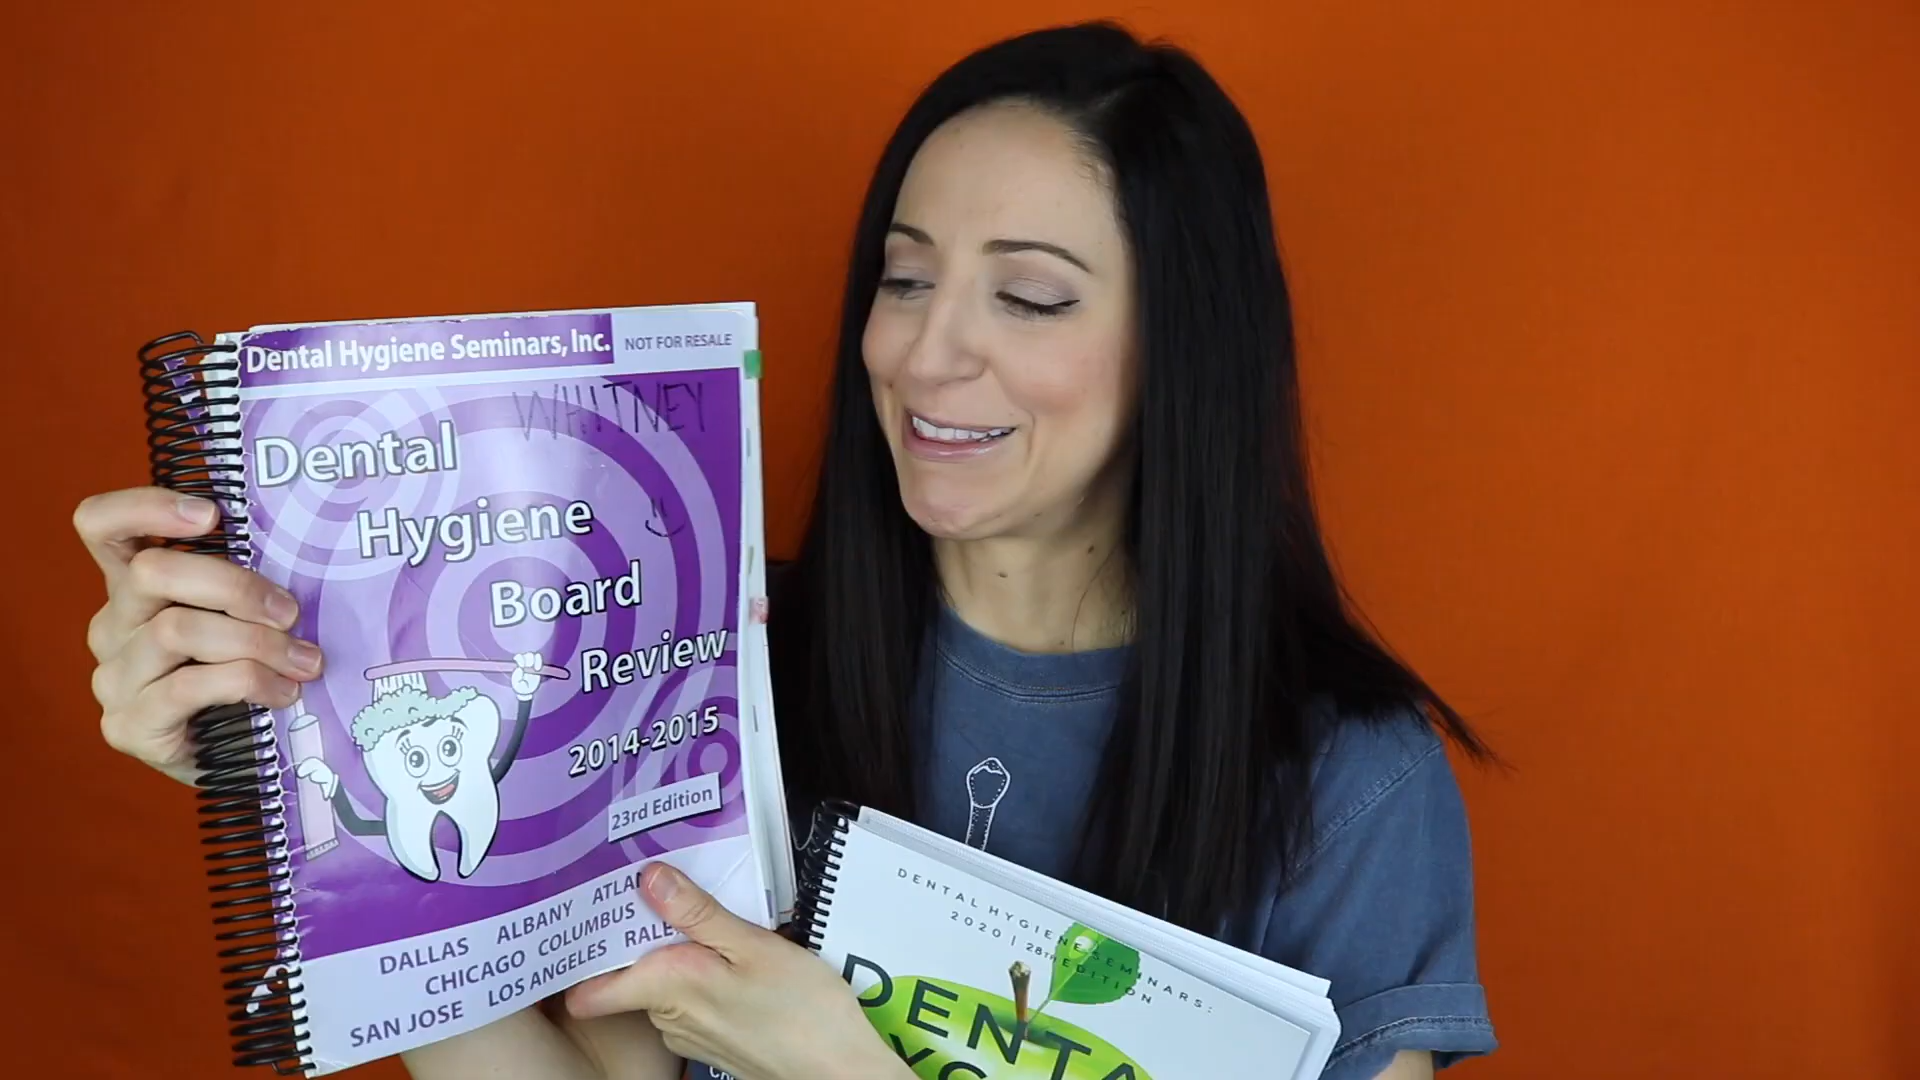 Dental Hygiene Seminars, Inc.
NOT FOR RESALE
WHITNEY
Dental
Hygiene
Board
Review
2014-2015
23rd Edition
DALLAS ALBANY
CHICAGO COLUMBUS
SAN JOSE LOS ANGELES
DENTAL HYGIENE SEMINARS:
2020 | 28TH EDITION